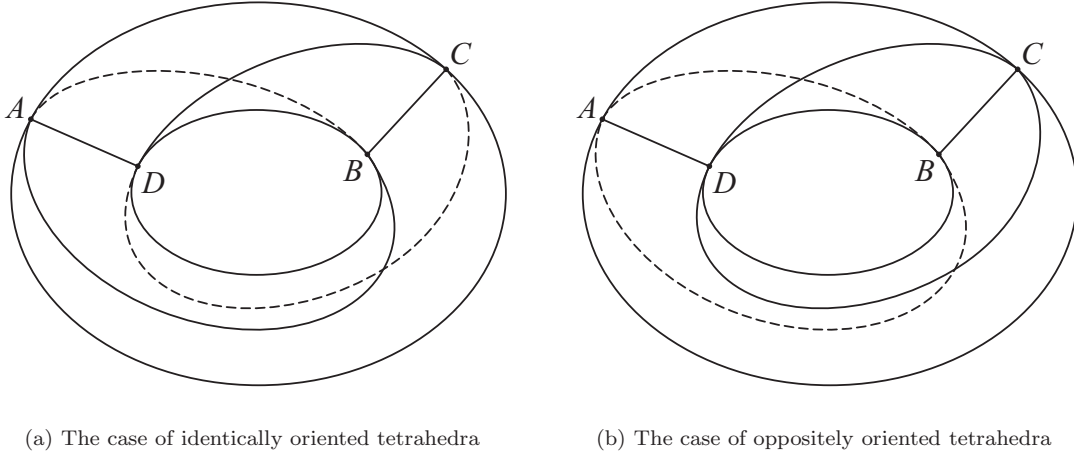 A
C
B
D
A
C
B
D
(a) The case of identically oriented tetrahedra
(b) The case of oppositely oriented tetrahedra